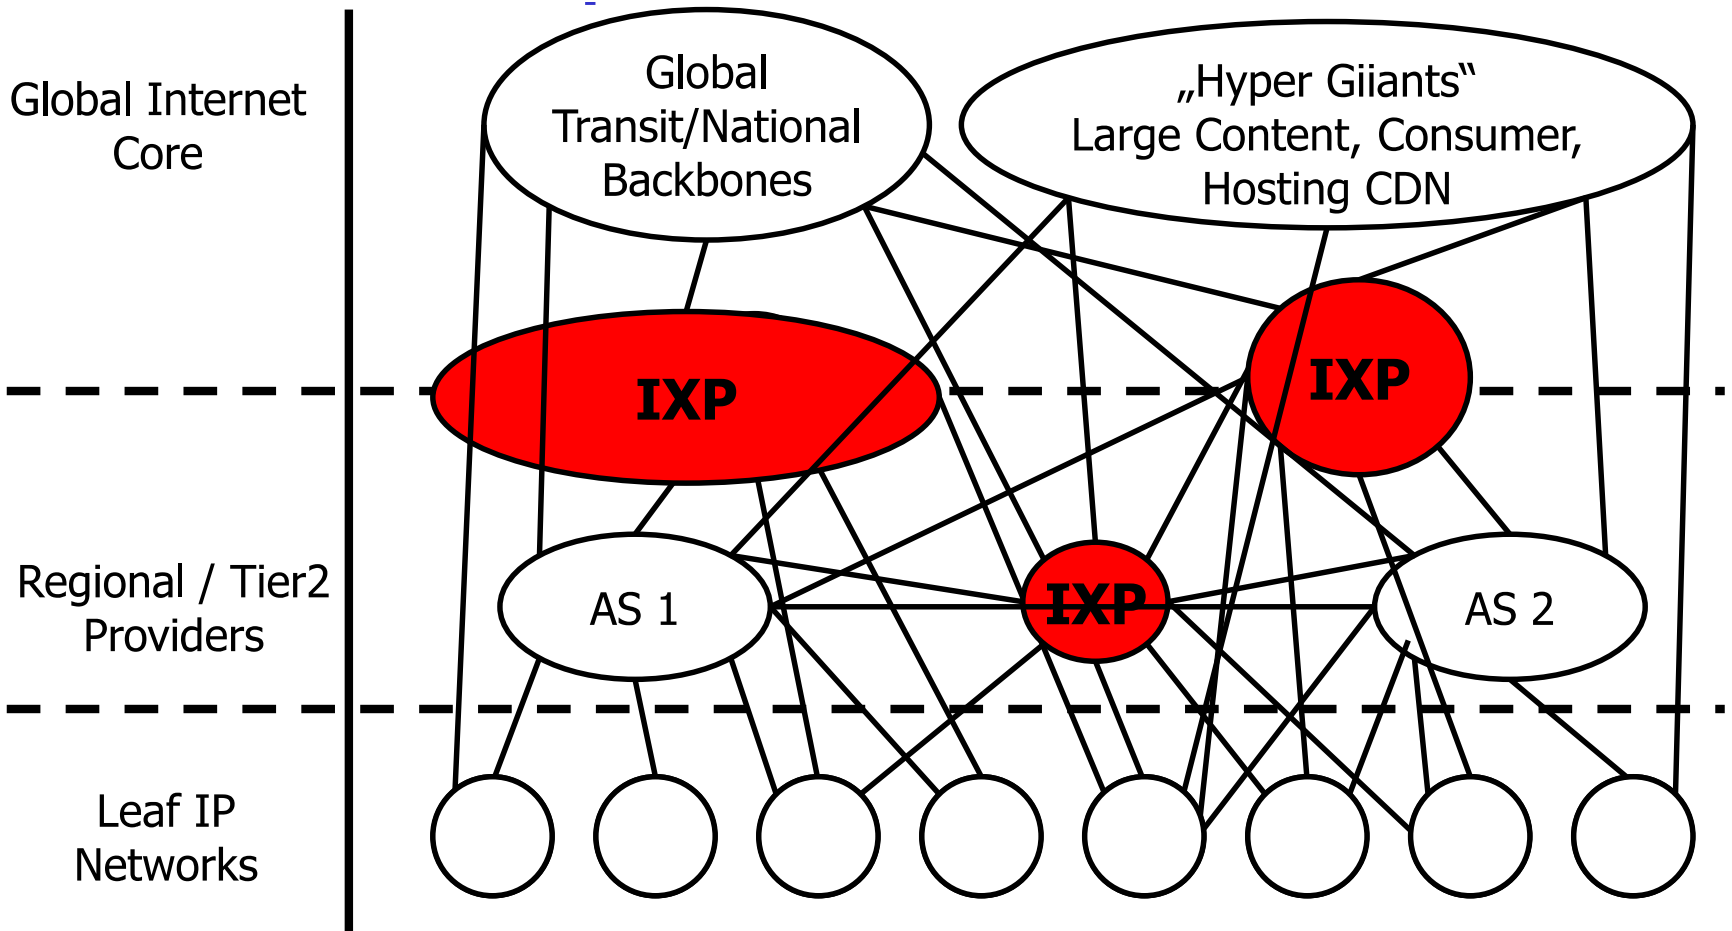 Global Internet
Core
Global
Transit/National
Backbones
„Hyper Giiants“
Large Content, Consumer,
Hosting CDN
IXP
IXP
Regional / Tier2
Providers
AS 1
IXP
AS 2
Leaf IP
Networks